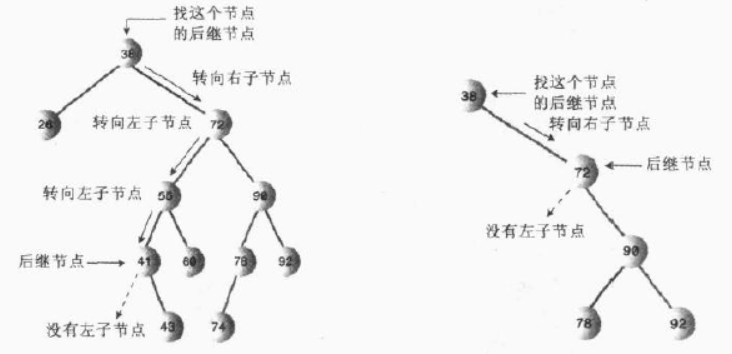 找这个节点
的后继节点
38
转向右子节点
26
转向左子节点
72
转向左子节点
55
90
后继节点
41
60
78
92
没有左子节点
43
74
38
找这个节点
的后继节点
转向右子节点
72
后继节点
没有左子节点
90
78
92